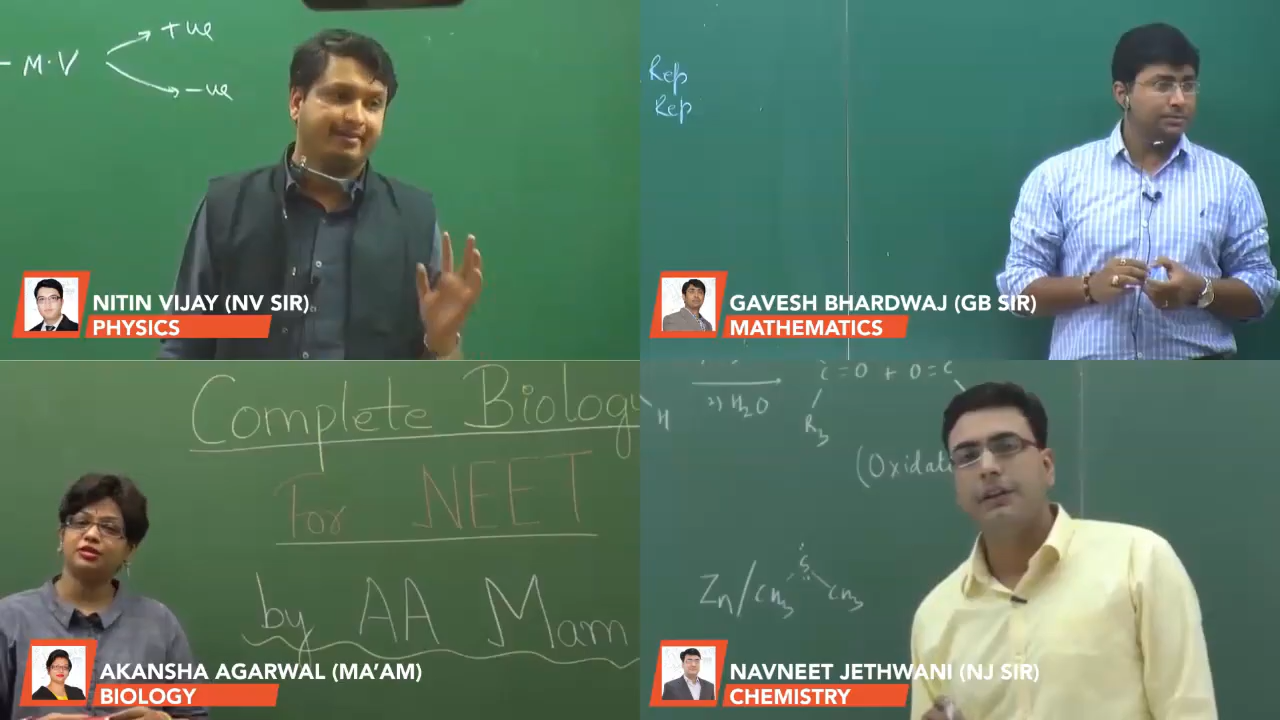 +ve
- M.V
-ve
NITIN VIJAY (NV SIR)
PHYSICS
Rep
Rep
GAVESH BHARDWAJ (GB SIR)
MATHEMATICS
Complete Biology
For NEET
by AA Mam
AKANSHA AGARWAL (MA’AM)
BIOLOGY
C=O + O=C
2) H₂O
H
R₃
(Oxidati
S
Zn/CH₃ CH₃
NAVNEET JETHWANI (NJ SIR)
CHEMISTRY